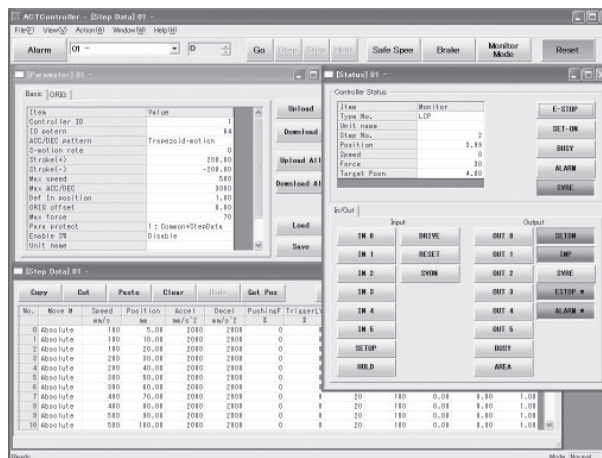 ACTController - [Step Data] 01 -
File(F) View(V) Action(A) Window(W) Help(H)
Alarm 01 - 0 Go Step Stop Hold Safe Spee Brake Monitor Mode Reset
[Parameter] 01 -
Basic ORIG
Item Value
Controller ID 1
IO patern 64
ACC/DEC pattern Trapezoid-motion
S-motion rate 0
Stroke(+) 200.00
Stroke(-) -200.00
Max speed 500
Max ACC/DEC 3000
Def In position 1.00
ORIG offset 0.00
Max force 70
Para protect 1: Common+StepData
Enable SW Disable
Unit name
Upload
Download
Upload All
Download Al
Load
Save
[Status] 01 -
Controller Status
Item Monitor
Type No. LCP
Unit name
Step No. 2
Position 3.99
Speed 0
Force
Target Posn 4.00
E-STOP
SET-ON
BUSY
ALARM
SVRE
In/Out
Input Output
IN 0 DRIVE OUT 0 SETON
IN 1 RESET OUT 1 INP
IN 2 SVON OUT 2 SVRE
IN 3 OUT 3 ESTOP *
IN 4 OUT 4 ALARM *
IN 5 OUT 5
SETUP BUSY
HOLD AREA
[Step Data] 01 -
Copy Cut Paste Clear Undo Get Pos
No. Move M Speed Position Accel Decel PushingF TriggerLV
mm/s mm mm/s^2 mm/s^2 % %
0 Absolute 100 5.00 2000 2000 0
1 Absolute 100 10.00 2000 2000 0
2 Absolute 100 20.00 2000 2000 0
3 Absolute 200 30.00 2000 2000 0
4 Absolute 200 40.00 2000 2000 0
5 Absolute 300 50.00 2000 2000 0
6 Absolute 300 60.00 2000 2000 0
7 Absolute 400 70.00 2000 2000 0 0 20 100 0.00 0.00 1.00
8 Absolute 400 80.00 2000 2000 0 0 20 100 0.00 0.00 1.00
9 Absolute 500 90.00 2000 2000 0 0 20 100 0.00 0.00 1.00
10 Absolute 500 100.00 2000 2000 0 0 20 100 0.00 0.00 1.00
Ready Mode Normal